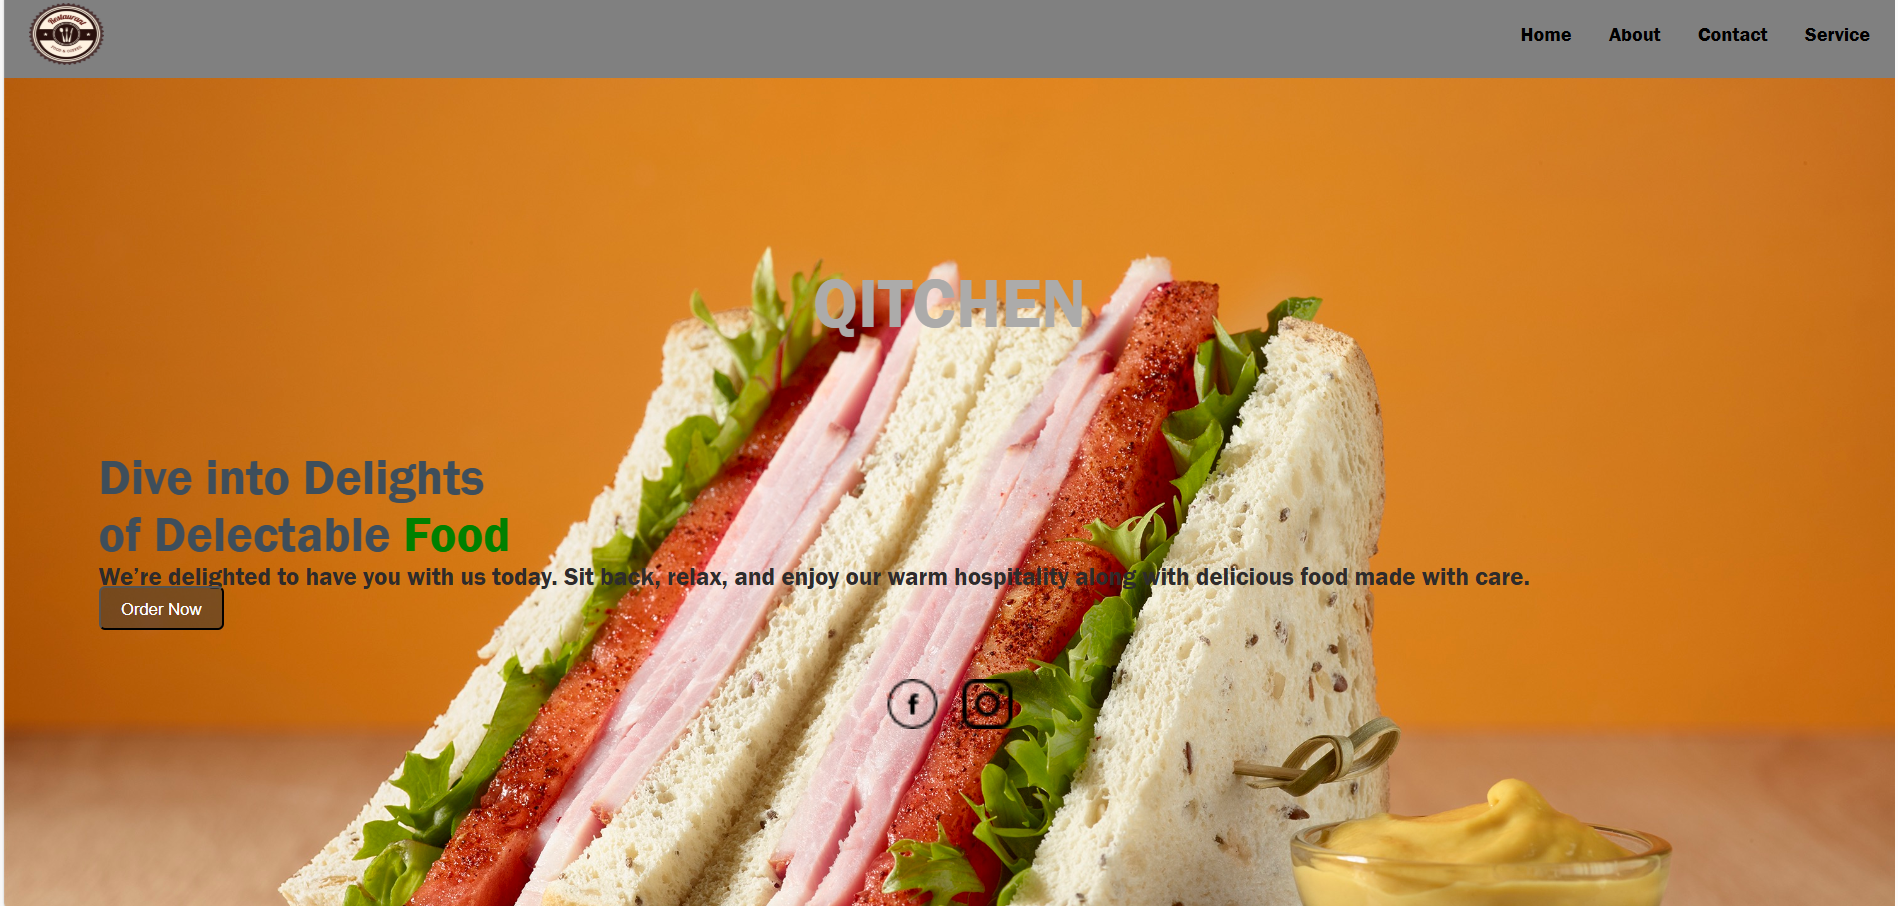 Restaurant
Home About Contact Service
QITCHEN
Dive into Delights
of Delectable Food
We’re delighted to have you with us today. Sit back, relax, and enjoy our warm hospitality along with delicious food made with care.
Order Now
f